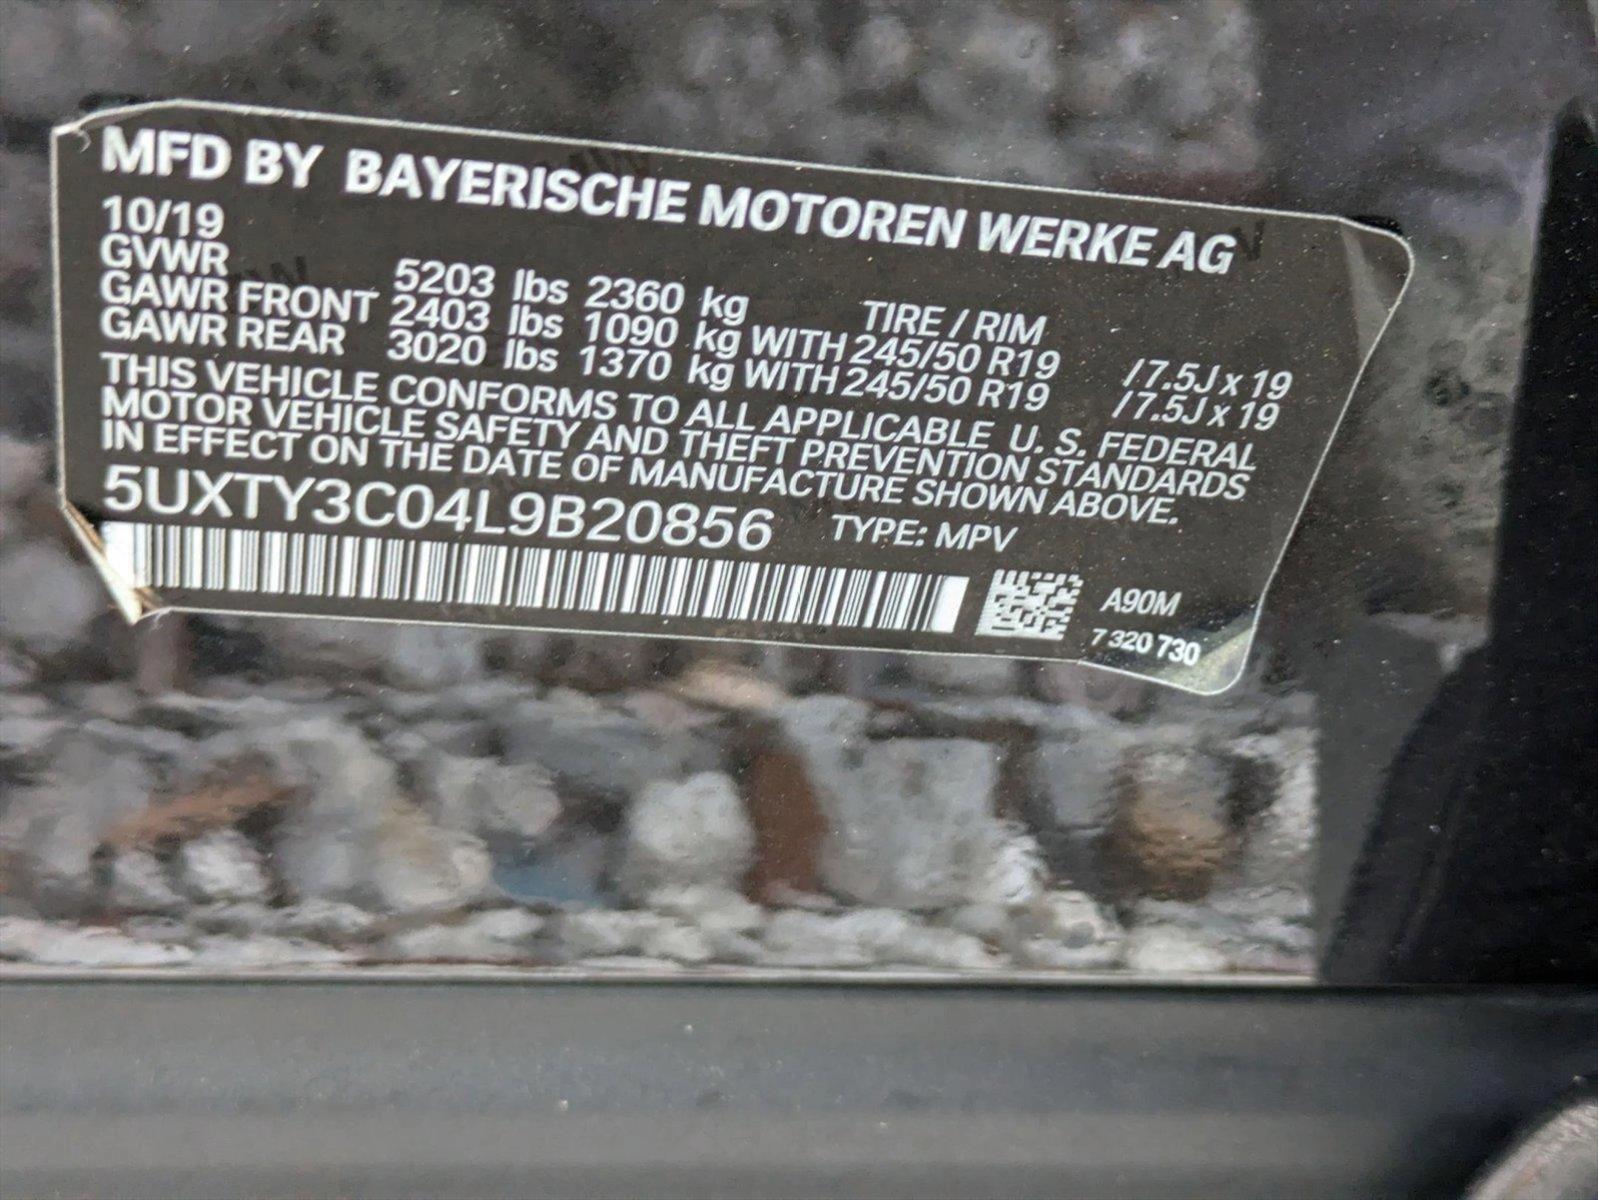 MFD BY BAYERISCHE MOTOREN WERKE AG
10/19
GVWR 5203 lbs 2360 kg TIRE / RIM
GAWR FRONT 2403 lbs 1090 kg WITH 245/50 R19 / 7.5J x 19
GAWR REAR 3020 lbs 1370 kg WITH 245/50 R19 / 7.5J x 19
THIS VEHICLE CONFORMS TO ALL APPLICABLE U. S. FEDERAL
MOTOR VEHICLE SAFETY AND THEFT PREVENTION STANDARDS
IN EFFECT ON THE DATE OF MANUFACTURE SHOWN ABOVE.
5UXTY3C04L9B20856 TYPE: MPV
A90M
7 320 730